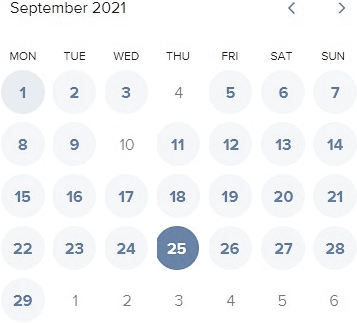 September 2021
MON TUE WED THU FRI SAT SUN
1 2 3 4 5 6 7
8 9 10 11 12 13 14
15 16 17 18 19 20 21
22 23 24 25 26 27 28
29 1 2 3 4 5 6